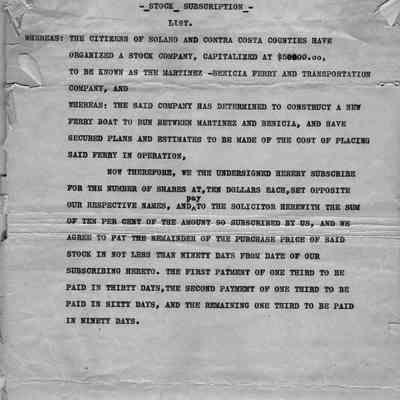 -_STOCK_ SUBSCRIPTION_-
LIST.
WHEREAS: THE CITIZENS OF SOLANO AND CONTRA COSTA COUNTIES HAVE
ORGANIZED A STOCK COMPANY, CAPITALIZED AT $50000.00,
TO BE KNOWN AS THE MARTINEZ -BENICIA FERRY AND TRANSPORTATION
COMPANY, AND
WHEREAS: THE SAID COMPANY HAS DETERMINED TO CONSTRUCT A NEW
FERRY BOAT TO RUN BETWEEN MARTINEZ AND BENICIA, AND HAVE
SECURED PLANS AND ESTIMATES TO BE MADE OF THE COST OF PLACING
SAID FERRY IN OPERATION,
NOW THEREFORE, WE THE UNDERSIGNED HEREBY SUBSCRIBE
FOR THE NUMBER OF SHARES AT,TEN DOLLARS EACH,SET OPPOSITE
pay
OUR RESPECTIVE NAMES, AND,TO THE SOLICITOR HEREWITH THE SUM
OF TEN PER CENT OF THE AMOUNT SO SUBSCRIBED BY US, AND WE
AGREE TO PAY THE REMAINDER OF THE PURCHASE PRICE OF SAID
STOCK IN NOT LESS THAN NINETY DAYS FROM DATE OF OUR
SUBSCRIBING HERETO. THE FIRST PAYMENT OF ONE THIRD TO BE
PAID IN THIRTY DAYS,THE SECOND PAYMENT OF ONE THIRD TO BE
PAID IN SIXTY DAYS, AND THE REMAINING ONE THIRD TO BE PAID
IN NINETY DAYS.